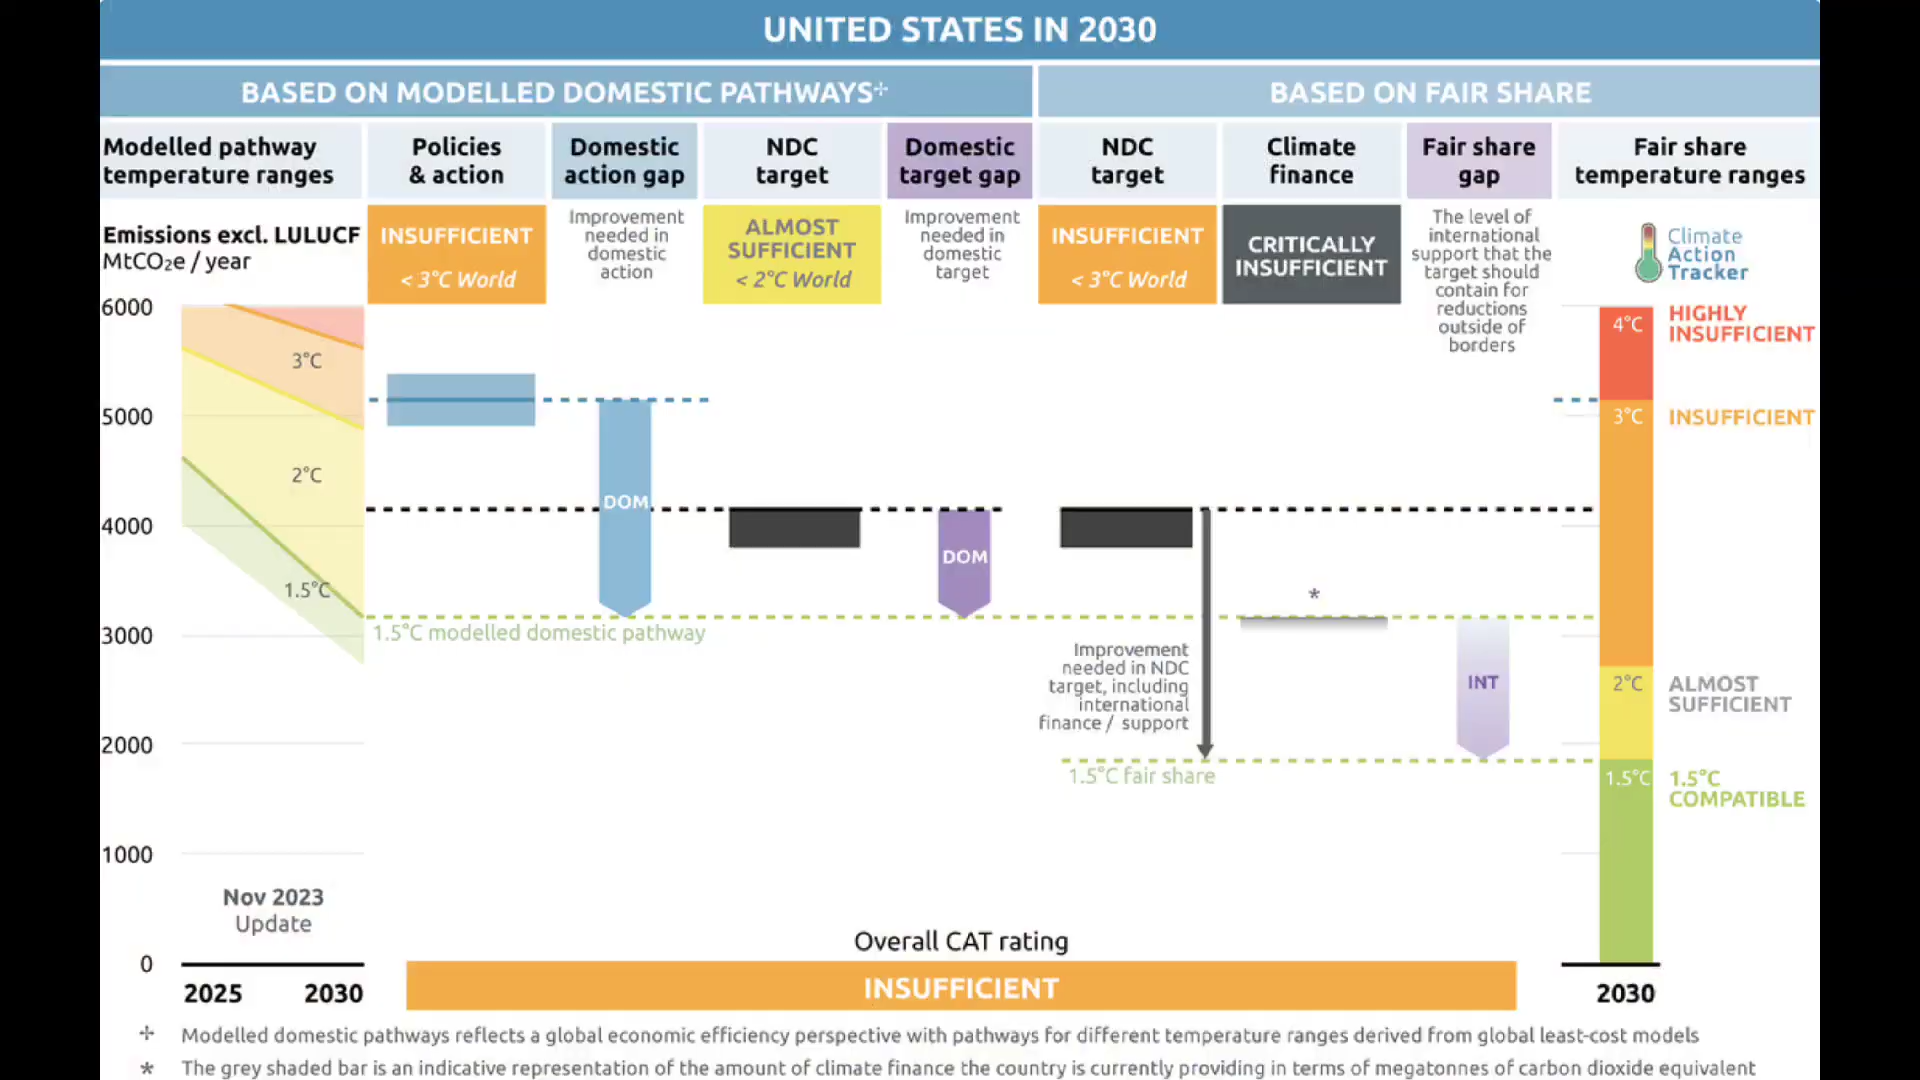 UNITED STATES IN 2030
BASED ON MODELLED DOMESTIC PATHWAYS✢
BASED ON FAIR SHARE
Modelled pathway
temperature ranges
Policies
& action
Domestic
action gap
NDC
target
Domestic
target gap
NDC
target
Climate
finance
Fair share
gap
Fair share
temperature ranges
Emissions excl. LULUCF
MtCO₂e / year
INSUFFICIENT
< 3°C World
Improvement
needed in
domestic
action
ALMOST
SUFFICIENT
< 2°C World
Improvement
needed in
domestic
target
INSUFFICIENT
< 3°C World
CRITICALLY
INSUFFICIENT
The level of
international
support that the
target should
contain for
reductions
outside of
borders
Climate
Action
Tracker
6000
5000
4000
3000
2000
1000
0
3°C
2°C
1.5°C
DOM
DOM
1.5°C modelled domestic pathway
Improvement
needed in NDC
target, including
international
finance / support
*
INT
1.5°C fair share
4°C
HIGHLY
INSUFFICIENT
3°C
INSUFFICIENT
2°C
ALMOST
SUFFICIENT
1.5°C
1.5°C
COMPATIBLE
Nov 2023
Update
2025
2030
Overall CAT rating
INSUFFICIENT
2030
✢ Modelled domestic pathways reflects a global economic efficiency perspective with pathways for different temperature ranges derived from global least-cost models
* The grey shaded bar is an indicative representation of the amount of climate finance the country is currently providing in terms of megatonnes of carbon dioxide equivalent